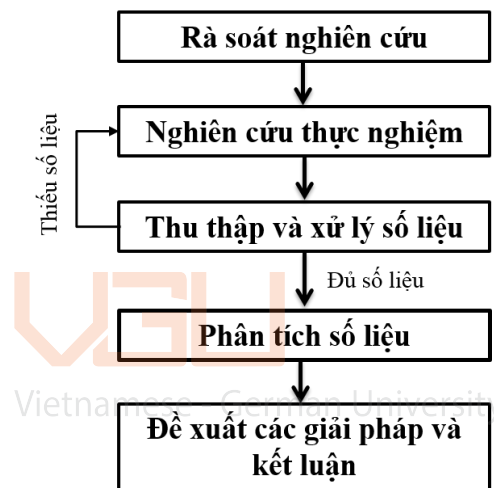 Rà soát nghiên cứu
Nghiên cứu thực nghiệm
Thiếu số liệu
Thu thập và xử lý số liệu
Đủ số liệu
VGU
Phân tích số liệu
Vietnamese - German University
Đề xuất các giải pháp và
kết luận